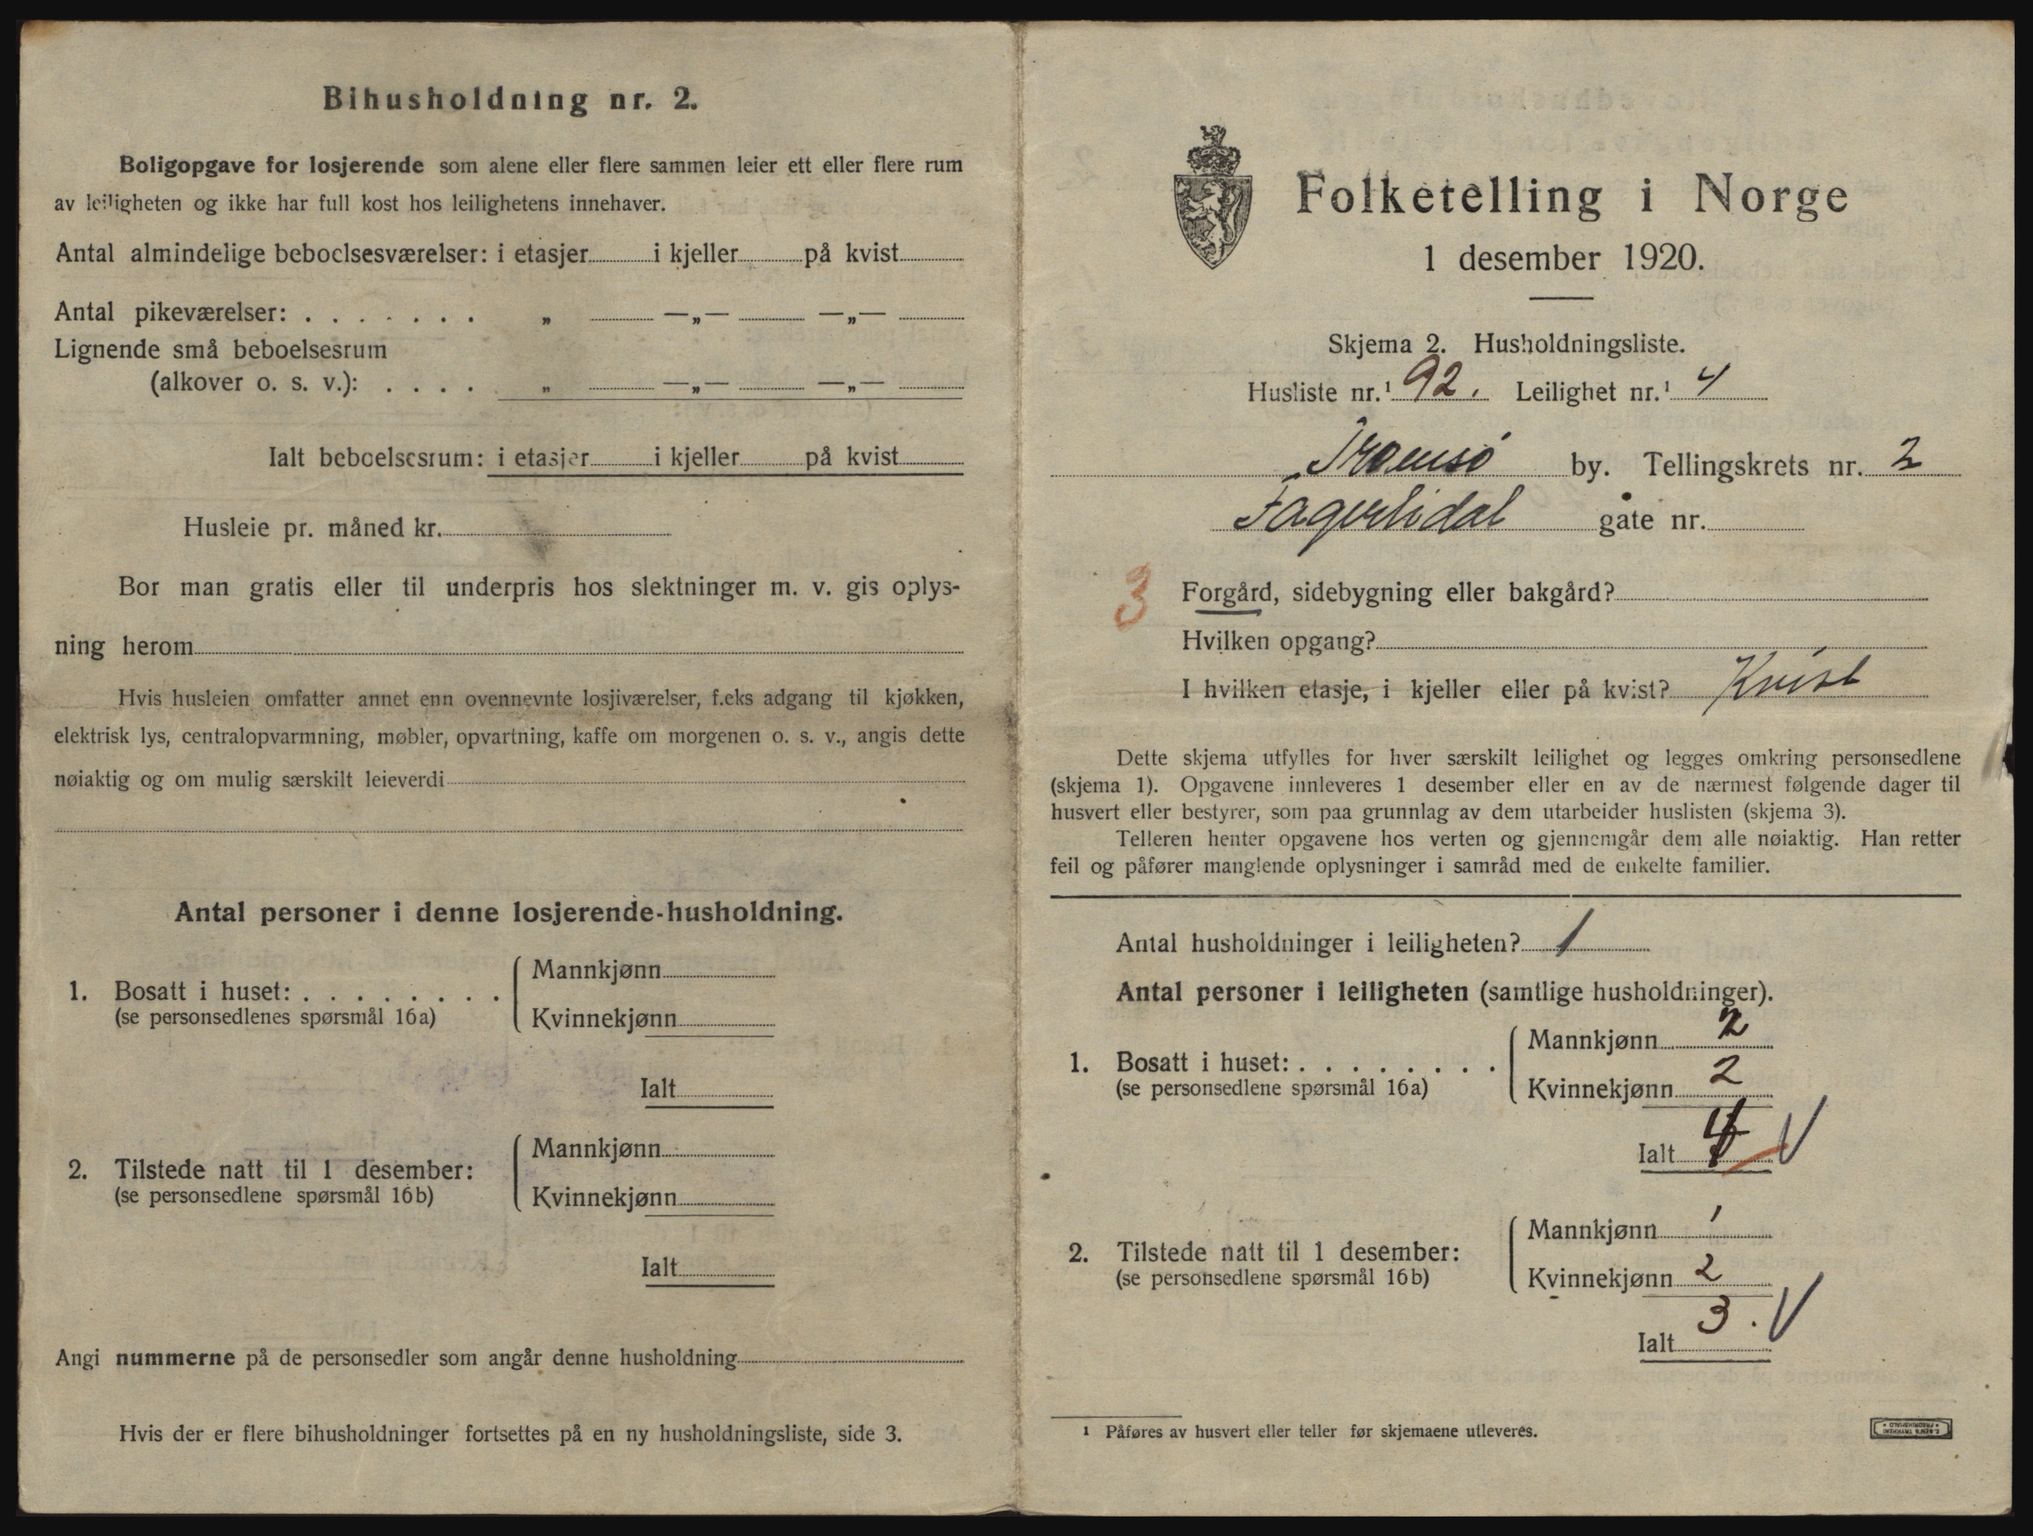 Bihusholdning nr. 2.
Boligopgave for losjerende som alene eller flere sammen leier ett eller flere rum
av leiligheten og ikke har full kost hos leilighetens innehaver.
Antal almindelige beboelsesværelser: i etasjer i kjeller på kvist
Antal pikeværelser: . . . . . . . „ —„— —„—
Lignende små beboelsesrum
(alkover o. s. v.): . . . . „ —„— —„—
Ialt beboelsesrum: i etasjer i kjeller på kvist
Husleie pr. måned kr.
Bor man gratis eller til underpris hos slektninger m. v. gis oplys-
ning herom
Hvis husleien omfatter annet enn ovennevnte losjiværelser, f.eks adgang til kjøkken,
elektrisk lys, centralopvarmning, møbler, opvartning, kaffe om morgenen o. s. v., angis dette
nøiaktig og om mulig særskilt leieverdi
Antal personer i denne losjerende-husholdning.
1. Bosatt i huset: . . . . . . . . Mannkjønn
(se personsedlenes spørsmål 16a) Kvinnekjønn
Ialt
2. Tilstede natt til 1 desember: Mannkjønn
(se personsedlene spørsmål 16b) Kvinnekjønn
Ialt
Angi nummerne på de personsedler som angår denne husholdning
Hvis der er flere bihusholdninger fortsettes på en ny husholdningsliste, side 3.
Folketelling i Norge
1 desember 1920.
Skjema 2. Husholdningsliste.
Husliste nr.¹ 92. Leilighet nr.¹ 4
Tromsø by. Tellingskrets nr. 2
Fagerlidal gate nr.
3 Forgård, sidebygning eller bakgård?
Hvilken opgang?
I hvilken etasje, i kjeller eller på kvist? Kvist
Dette skjema utfylles for hver særskilt leilighet og legges omkring personsedlene
(skjema 1). Opgavene innleveres 1 desember eller en av de nærmest følgende dager til
husvert eller bestyrer, som paa grunnlag av dem utarbeider huslisten (skjema 3).
Telleren henter opgavene hos verten og gjennemgår dem alle nøiaktig. Han retter
feil og påfører manglende oplysninger i samråd med de enkelte familier.
Antal husholdninger i leiligheten? 1
Antal personer i leiligheten (samtlige husholdninger).
1. Bosatt i huset: . . . . . . . . Mannkjønn 2
(se personsedlene spørsmål 16a) Kvinnekjønn 2
Ialt 4 V
2. Tilstede natt til 1 desember: Mannkjønn 1
(se personsedlene spørsmål 16b) Kvinnekjønn 2
Ialt 3. V
¹ Påføres av husvert eller teller før skjemaene utleveres.